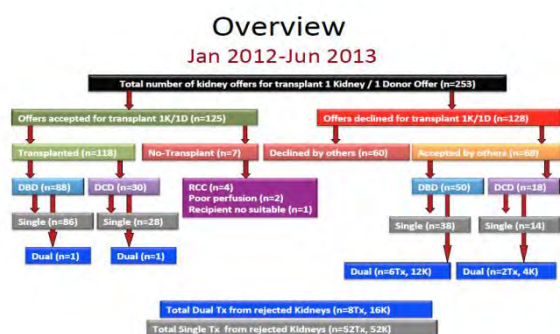 Overview
Jan 2012-Jun 2013
Total number of kidney offers for transplant 1 Kidney / 1 Donor Offer (n=253)
Offers accepted for transplant 1K/1D (n=125)
Offers declined for transplant 1K/1D (n=128)
Transplanted (n=118)
No-Transplant (n=7)
Declined by others (n=60)
Accepted by others (n=68)
DBD (n=88)
DCD (n=30)
RCC (n=4)
Poor perfusion (n=2)
Recipient no suitable (n=1)
DBD (n=50)
DCD (n=18)
Single (n=86)
Single (n=28)
Single (n=38)
Single (n=14)
Dual (n=1)
Dual (n=1)
Dual (n=6Tx, 12K)
Dual (n=2Tx, 4K)
Total Dual Tx from rejected Kidneys (n=8Tx, 16K)
Total Single Tx from rejected Kidneys (n=52Tx, 52K)